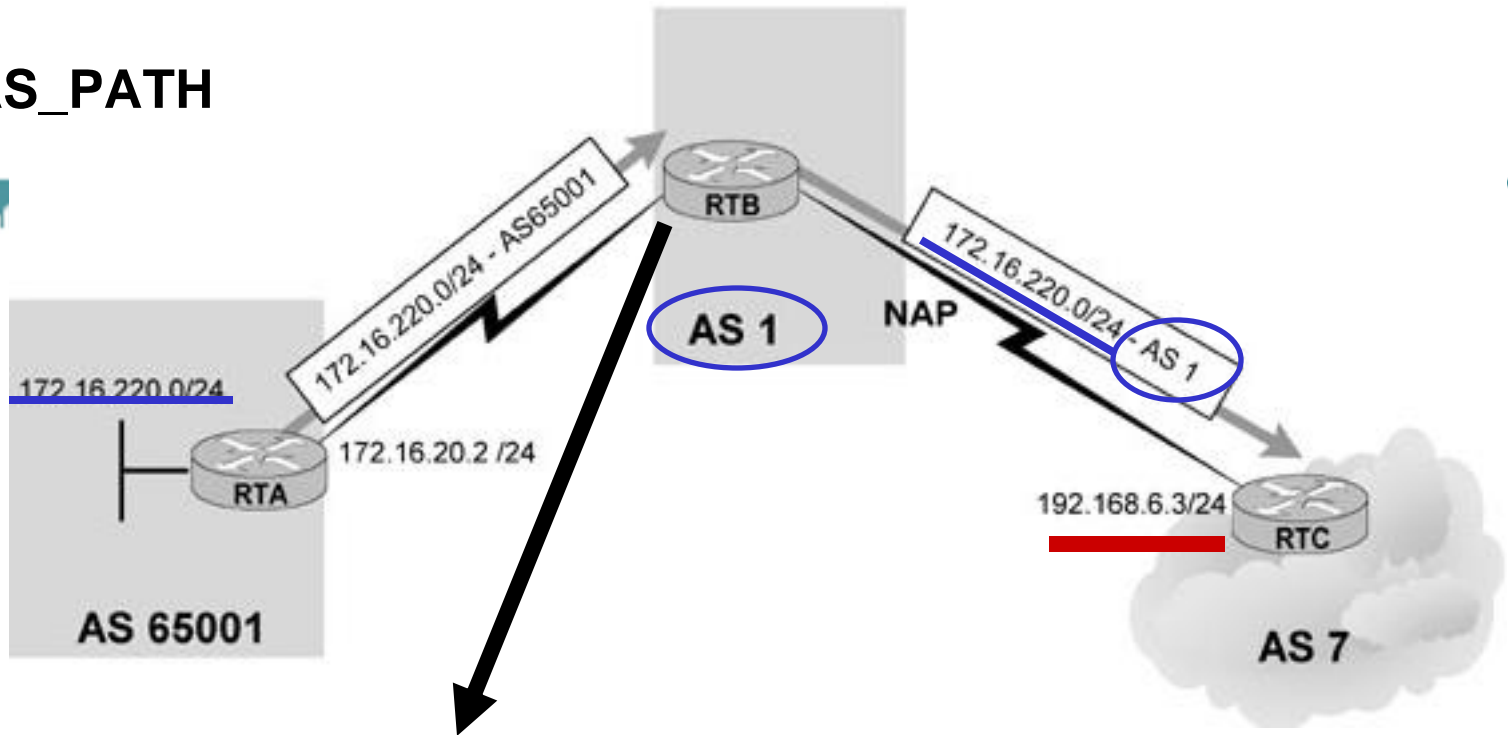 S_PATH
172.16.220.0/24 - AS65001
RTB
172.16.220.0/24 - AS 1
AS 1
NAP
172.16.220.0/24
172.16.20.2 /24
RTA
192.168.6.3/24
RTC
AS 65001
AS 7